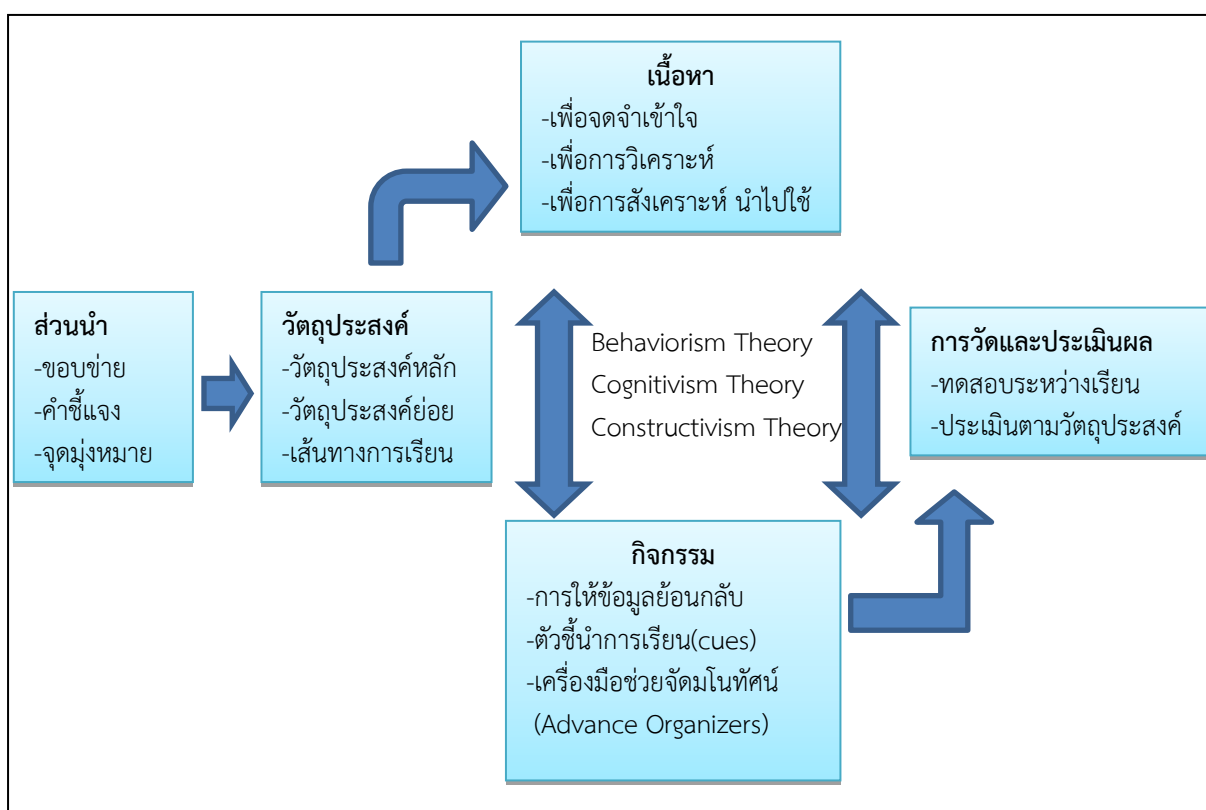 ส่วนนำ
-ขอบข่าย
-คำชี้แจง
-จุดมุ่งหมาย
วัตถุประสงค์
-วัตถุประสงค์หลัก
-วัตถุประสงค์ย่อย
-เส้นทางการเรียน
เนื้อหา
-เพื่อจดจำเข้าใจ
-เพื่อการวิเคราะห์
-เพื่อการสังเคราะห์ นำไปใช้
Behaviorism Theory
Cognitivism Theory
Constructivism Theory
กิจกรรม
-การให้ข้อมูลย้อนกลับ
-ตัวชี้นำการเรียน(cues)
-เครื่องมือช่วยจัดมโนทัศน์
(Advance Organizers)
การวัดและประเมินผล
-ทดสอบระหว่างเรียน
-ประเมินตามวัตถุประสงค์